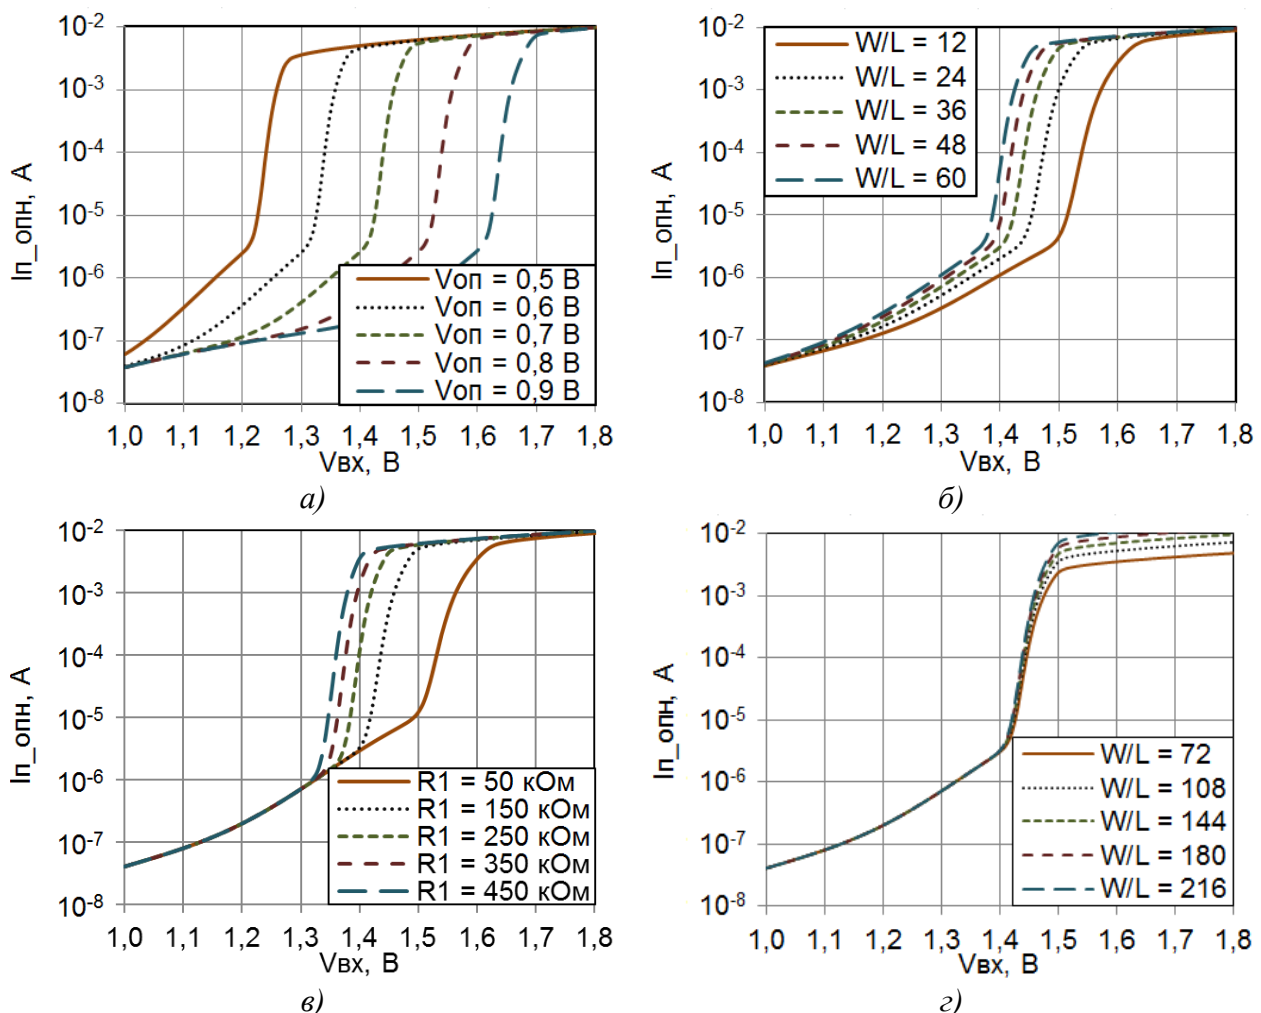 10-2
10-3
10-4
10-5
10-6
10-7
10-8
Iп_опн, А
Vоп = 0,5 В
Vоп = 0,6 В
Vоп = 0,7 В
Vоп = 0,8 В
Vоп = 0,9 В
1,0 1,1 1,2 1,3 1,4 1,5 1,6 1,7 1,8
Vвх, В
а)
10-2
10-3
10-4
10-5
10-6
10-7
10-8
Iп_опн, А
W/L = 12
W/L = 24
W/L = 36
W/L = 48
W/L = 60
1,0 1,1 1,2 1,3 1,4 1,5 1,6 1,7 1,8
Vвх, В
б)
10-2
10-3
10-4
10-5
10-6
10-7
10-8
Iп_опн, А
R1 = 50 кОм
R1 = 150 кОм
R1 = 250 кОм
R1 = 350 кОм
R1 = 450 кОм
1,0 1,1 1,2 1,3 1,4 1,5 1,6 1,7 1,8
Vвх, В
в)
10-2
10-3
10-4
10-5
10-6
10-7
10-8
Iп_опн, А
W/L = 72
W/L = 108
W/L = 144
W/L = 180
W/L = 216
1,0 1,1 1,2 1,3 1,4 1,5 1,6 1,7 1,8
Vвх, В
г)